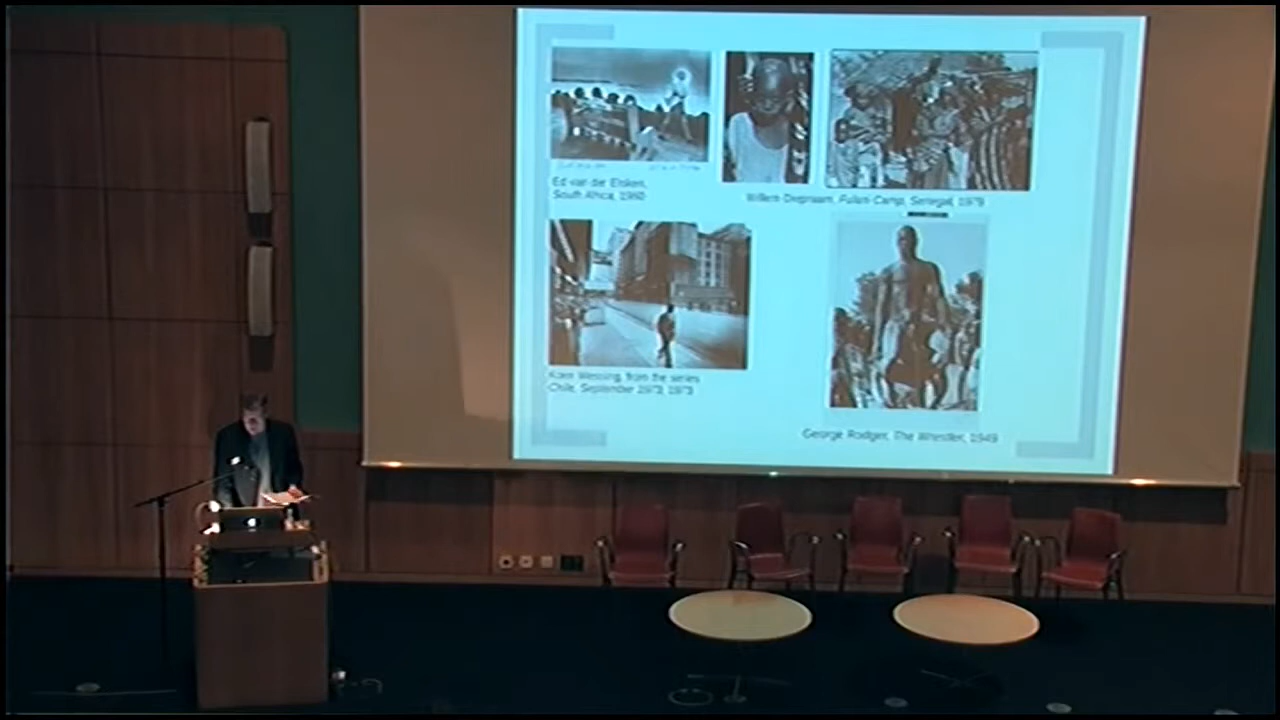 Ed van der Elsken,
South Africa, 1960
Willem Diepraam, Fulani Camp, Senegal, 1979
Koen Wessing, from the series
Chile, September 1973, 1973
George Rodger, The Wrestler, 1949